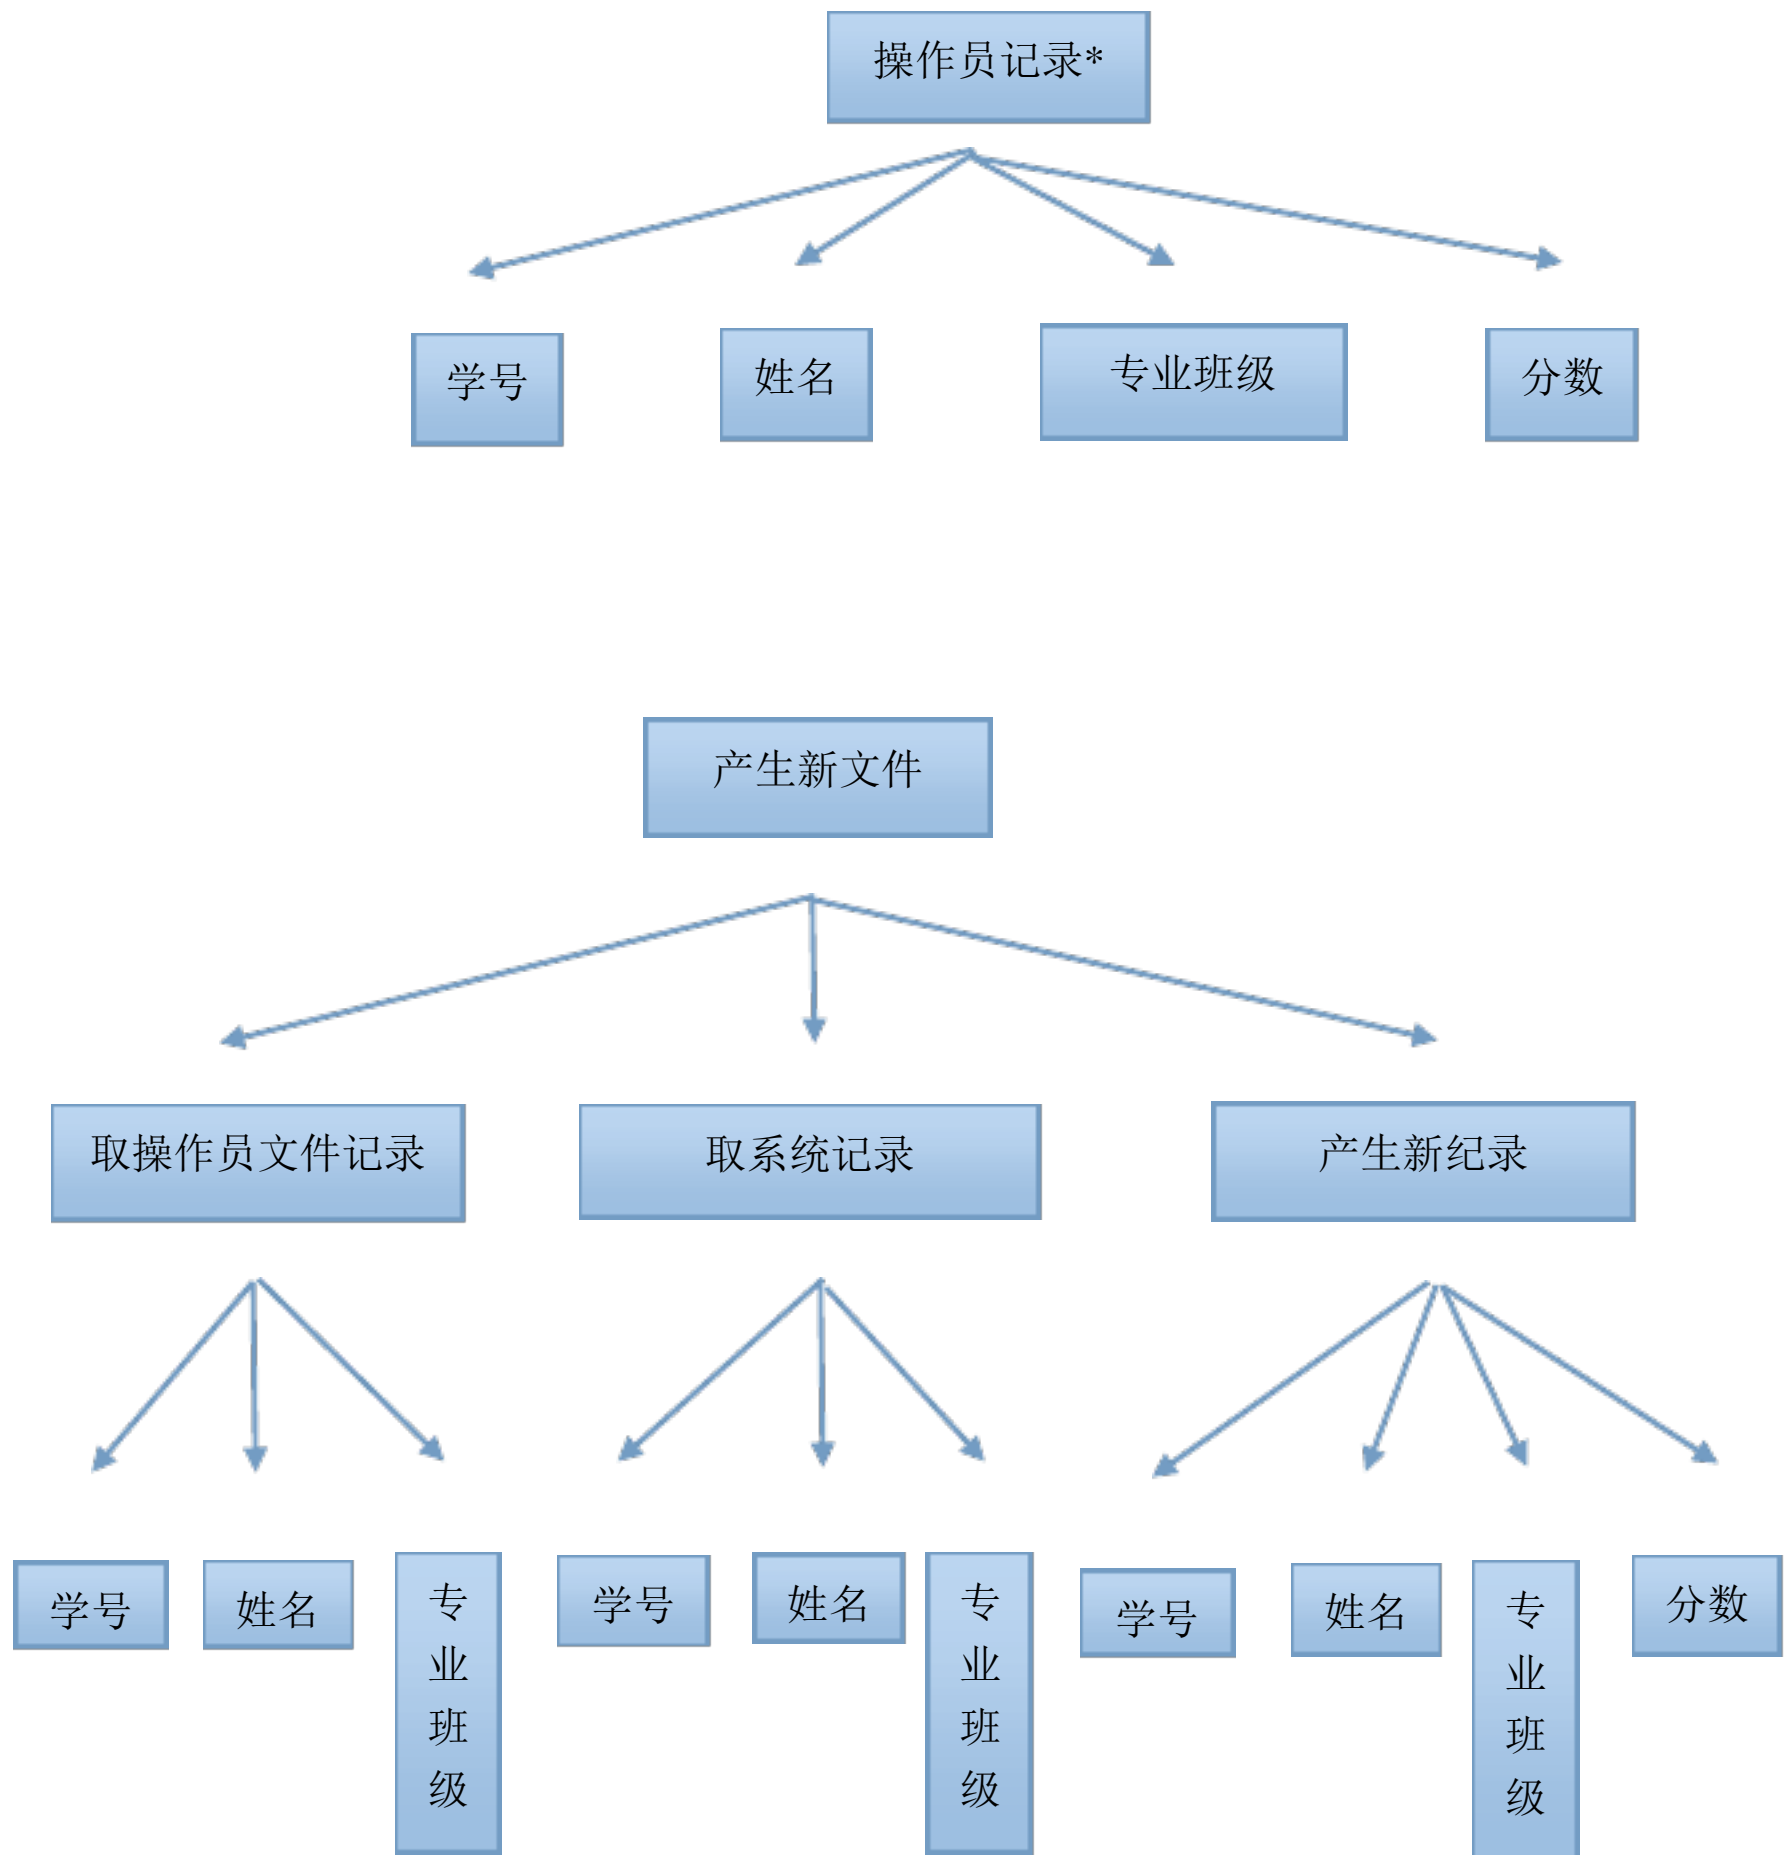 操作员记录*
学号
姓名
专业班级
分数
产生新文件
取操作员文件记录
取系统记录
产生新纪录
学号
姓名
专业班级
学号
姓名
专业班级
学号
姓名
专业班级
分数